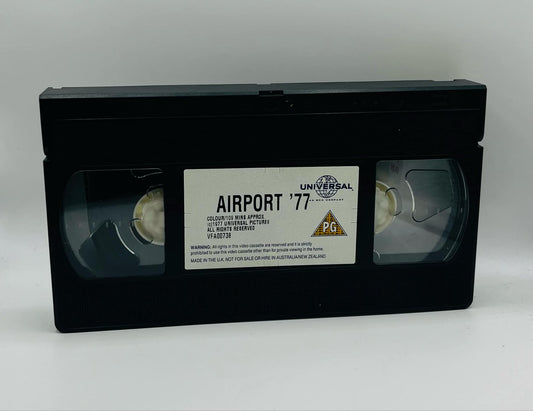 AIRPORT '77
UNIVERSAL
AN MCA COMPANY
COLOUR/109 MINS APPROX
©1977 UNIVERSAL PICTURES
ALL RIGHTS RESERVED
VFA00738
PG
WARNING: All rights in this video cassette are reserved and it is strictly
prohibited to use this video cassette other than for private viewing in the home.
MADE IN THE U.K. NOT FOR SALE OR HIRE IN AUSTRALIA/NEW ZEALAND